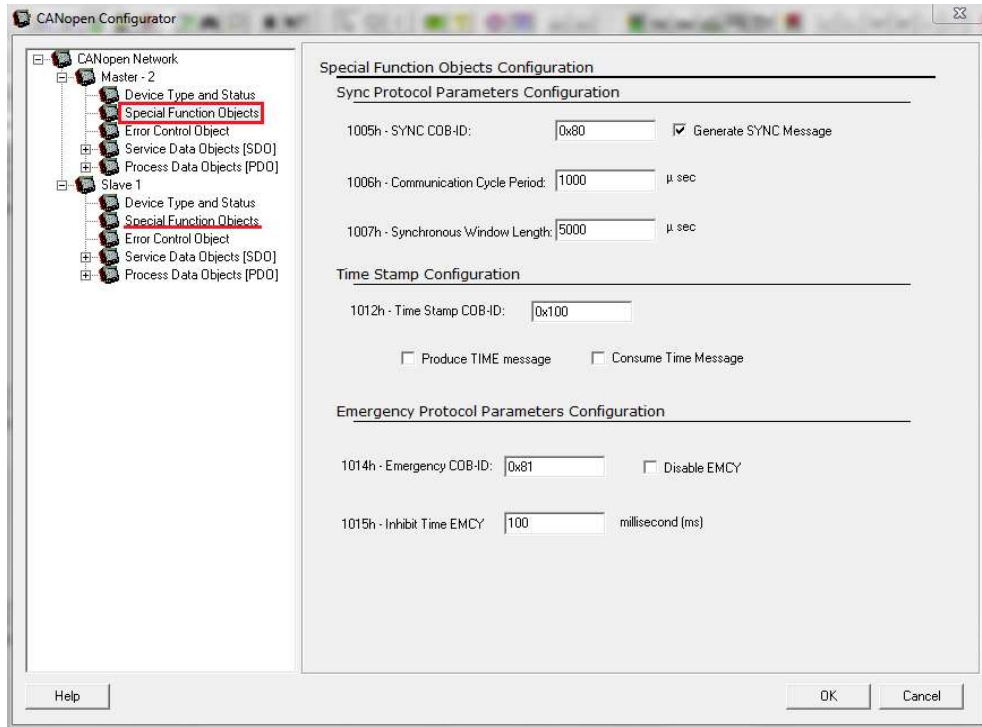 CANopen Configurator
CANopen Network
Master - 2
Device Type and Status
Special Function Objects
Error Control Object
Service Data Objects [SDO]
Process Data Objects [PDO]
Slave 1
Device Type and Status
Special Function Objects
Error Control Object
Service Data Objects [SDO]
Process Data Objects [PDO]
Special Function Objects Configuration
Sync Protocol Parameters Configuration
1005h - SYNC COB-ID: 0x80 Generate SYNC Message
1006h - Communication Cycle Period: 1000 µ sec
1007h - Synchronous Window Length: 5000 µ sec
Time Stamp Configuration
1012h - Time Stamp COB-ID: 0x100
Produce TIME message Consume Time Message
Emergency Protocol Parameters Configuration
1014h - Emergency COB-ID: 0x81 Disable EMCY
1015h - Inhibit Time EMCY 100 millisecond (ms)
Help OK Cancel